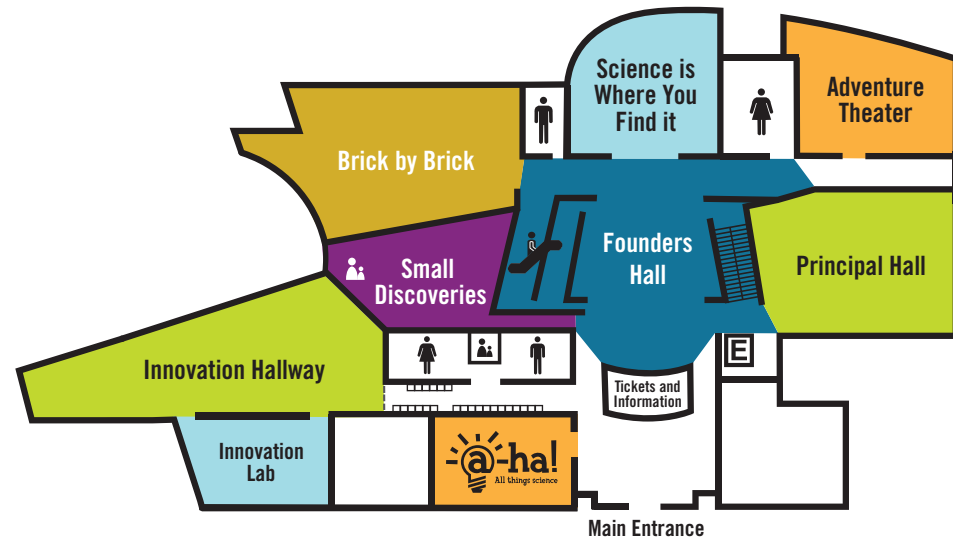 Science is
Where You
Find it
Adventure
Theater
Brick by Brick
Founders
Hall
Small
Discoveries
Principal Hall
E
Innovation Hallway
Tickets and
Information
Innovation
Lab
@-ha!
All things science
Main Entrance